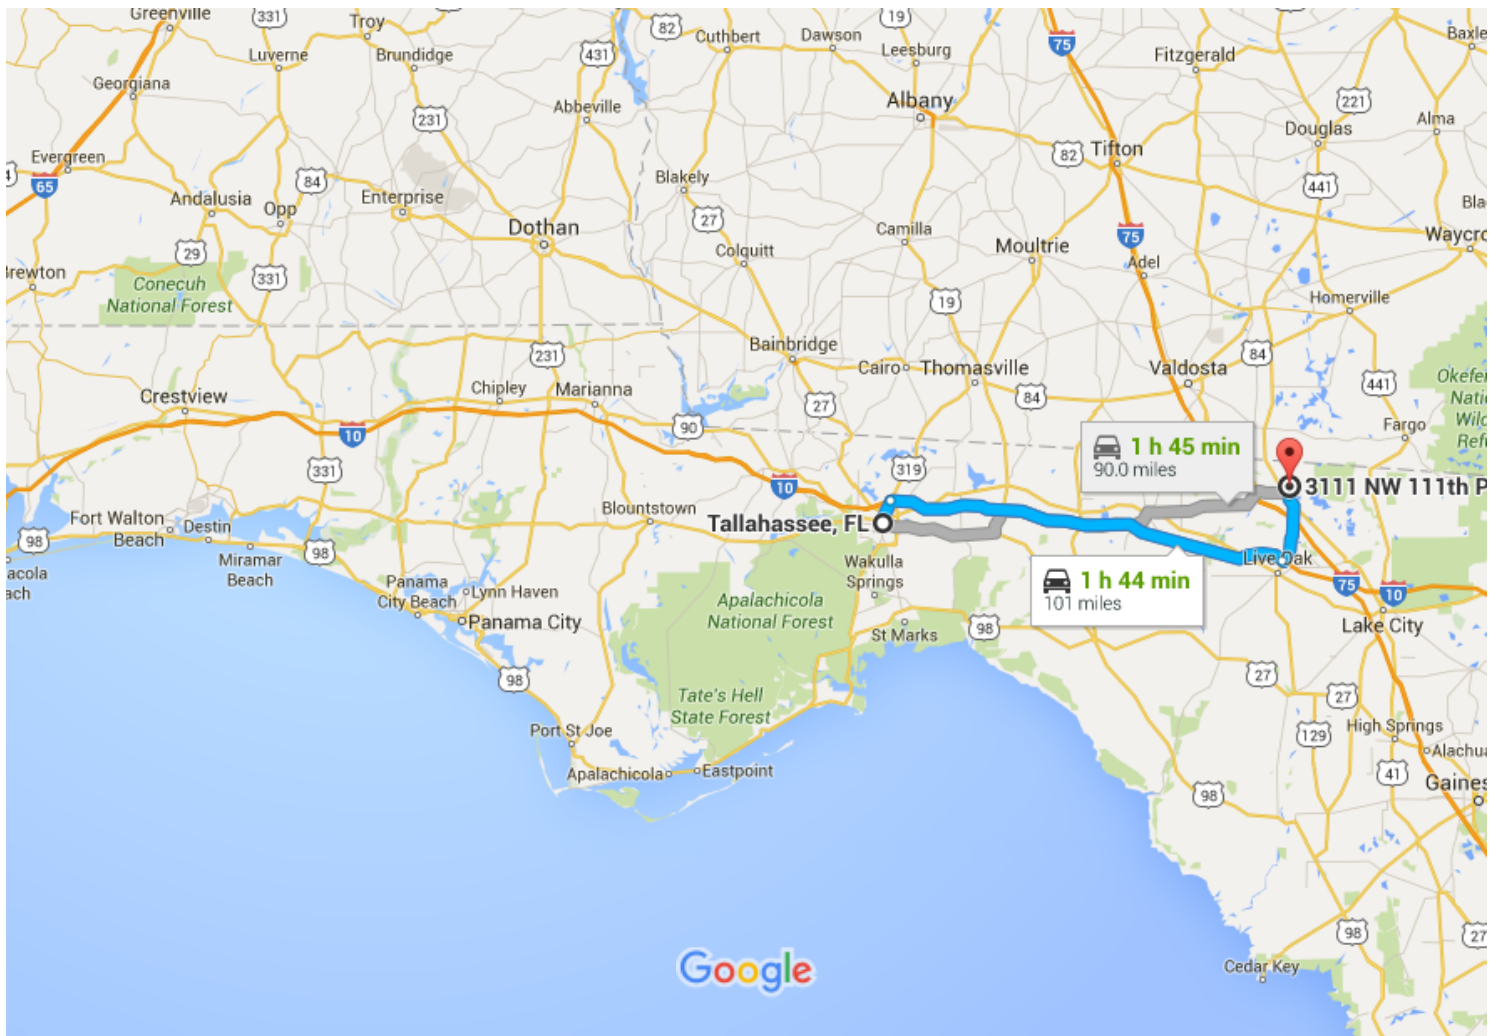 Greenville
331
Troy
431
82
Cuthbert
Dawson
19
Leesburg
75
Fitzgerald
Luverne
Brundidge
Georgiana
231
Abbeville
Albany
221
Douglas
Alma
Evergreen
65
84
Enterprise
Blakely
82
Tifton
441
Andalusia
Opp
27
Dothan
Camilla
Moultrie
75
Adel
29
331
Colquitt
Conecuh
National Forest
19
Homerville
Bainbridge
231
Cairo
Thomasville
Valdosta
84
441
Crestview
Chipley
Marianna
27
84
10
90
Fargo
319
1 h 45 min
90.0 miles
331
10
3111 NW 111th P
Fort Walton
Beach
Destin
Blountstown
Tallahassee, FL
98
Miramar
Beach
98
Wakulla
Springs
Live Oak
1 h 44 min
101 miles
75
10
Panama
City Beach
Lynn Haven
Panama City
Apalachicola
National Forest
St Marks
98
Lake City
98
Tate's Hell
State Forest
27
27
129
High Springs
Port St Joe
Apalachicola
Eastpoint
41
98
98
27
Cedar Key
Google